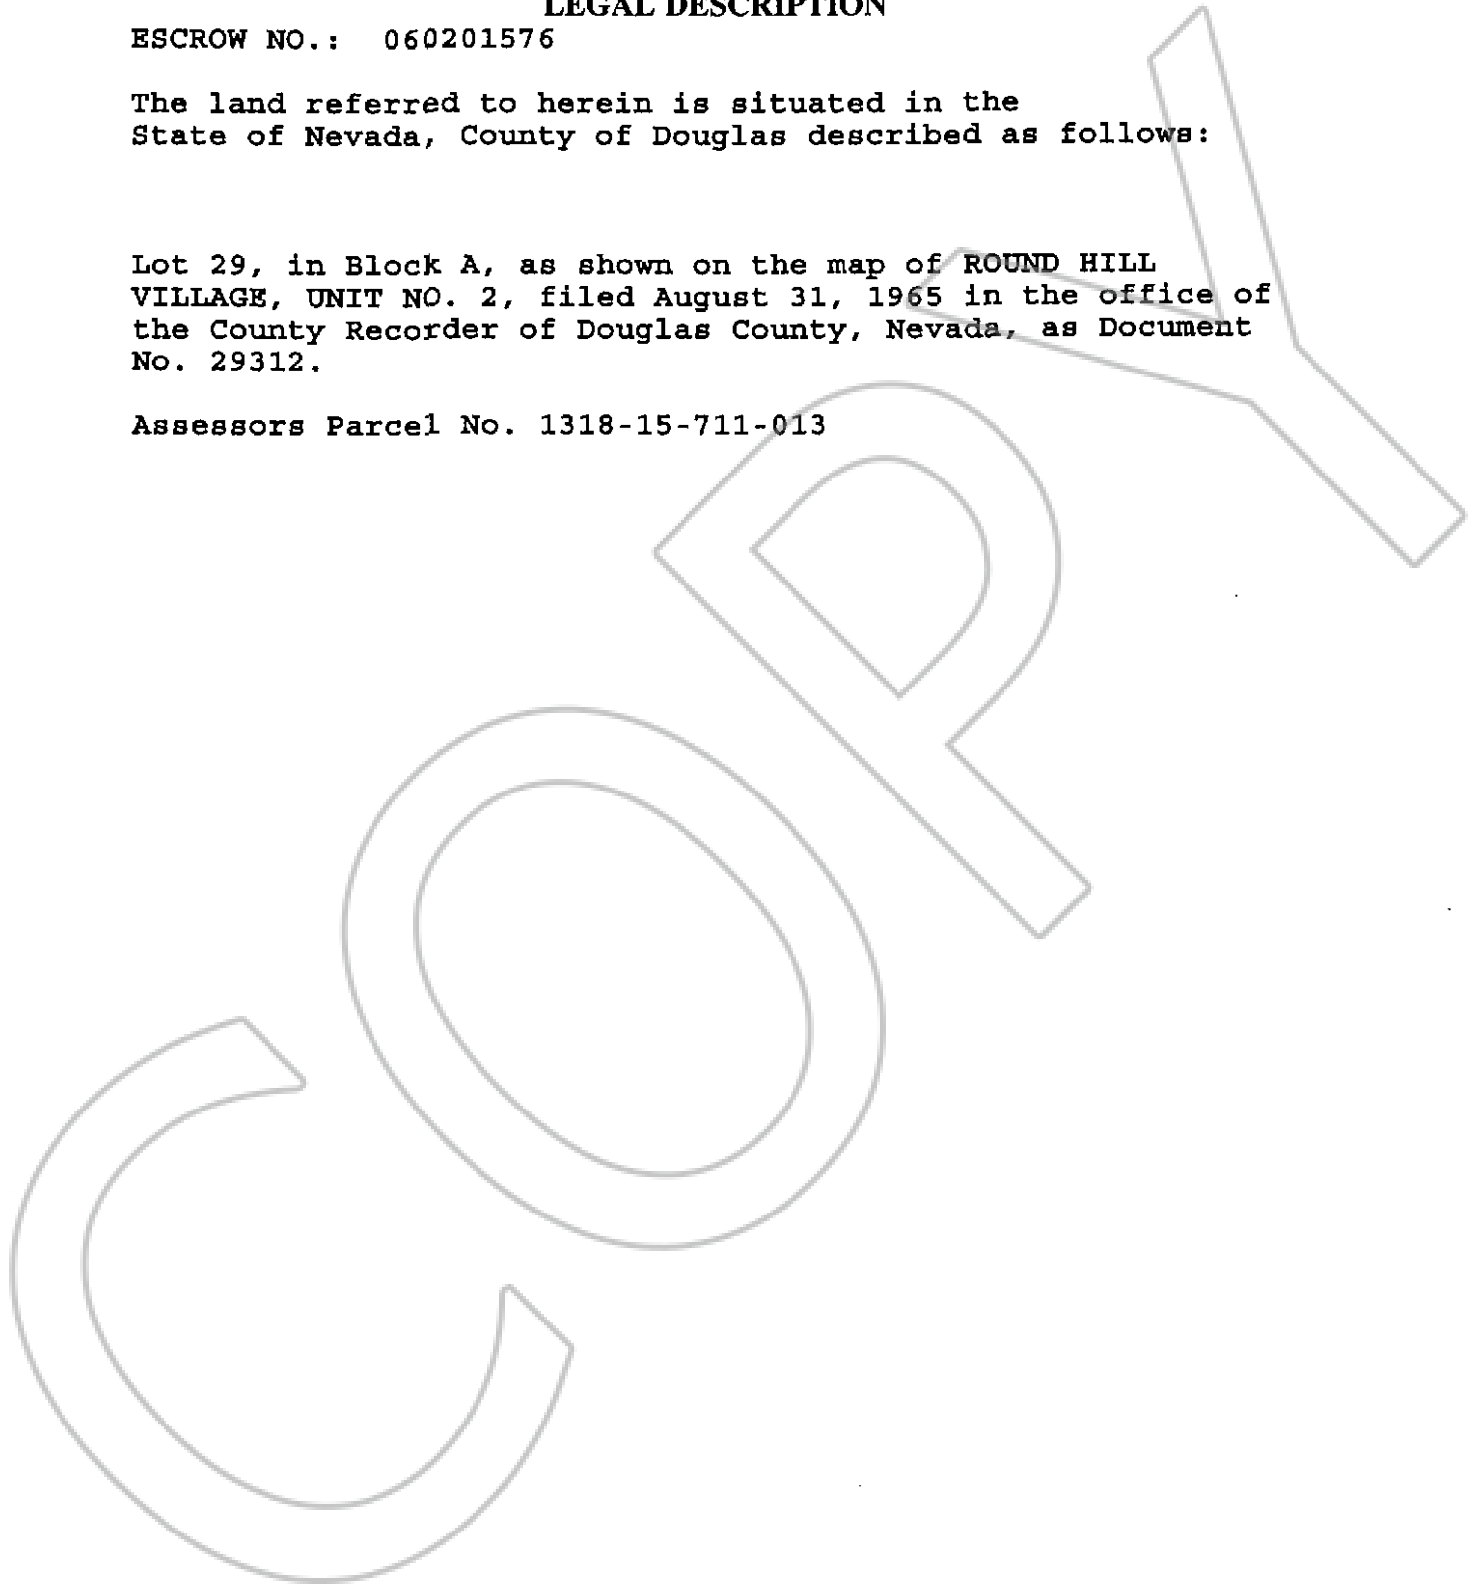 LEGAL DESCRIPTION
ESCROW NO.: 060201576
The land referred to herein is situated in the
State of Nevada, County of Douglas described as follows:
Lot 29, in Block A, as shown on the map of ROUND HILL
VILLAGE, UNIT NO. 2, filed August 31, 1965 in the office of
the County Recorder of Douglas County, Nevada, as Document
No. 29312.
Assessors Parcel No. 1318-15-711-013
COPY